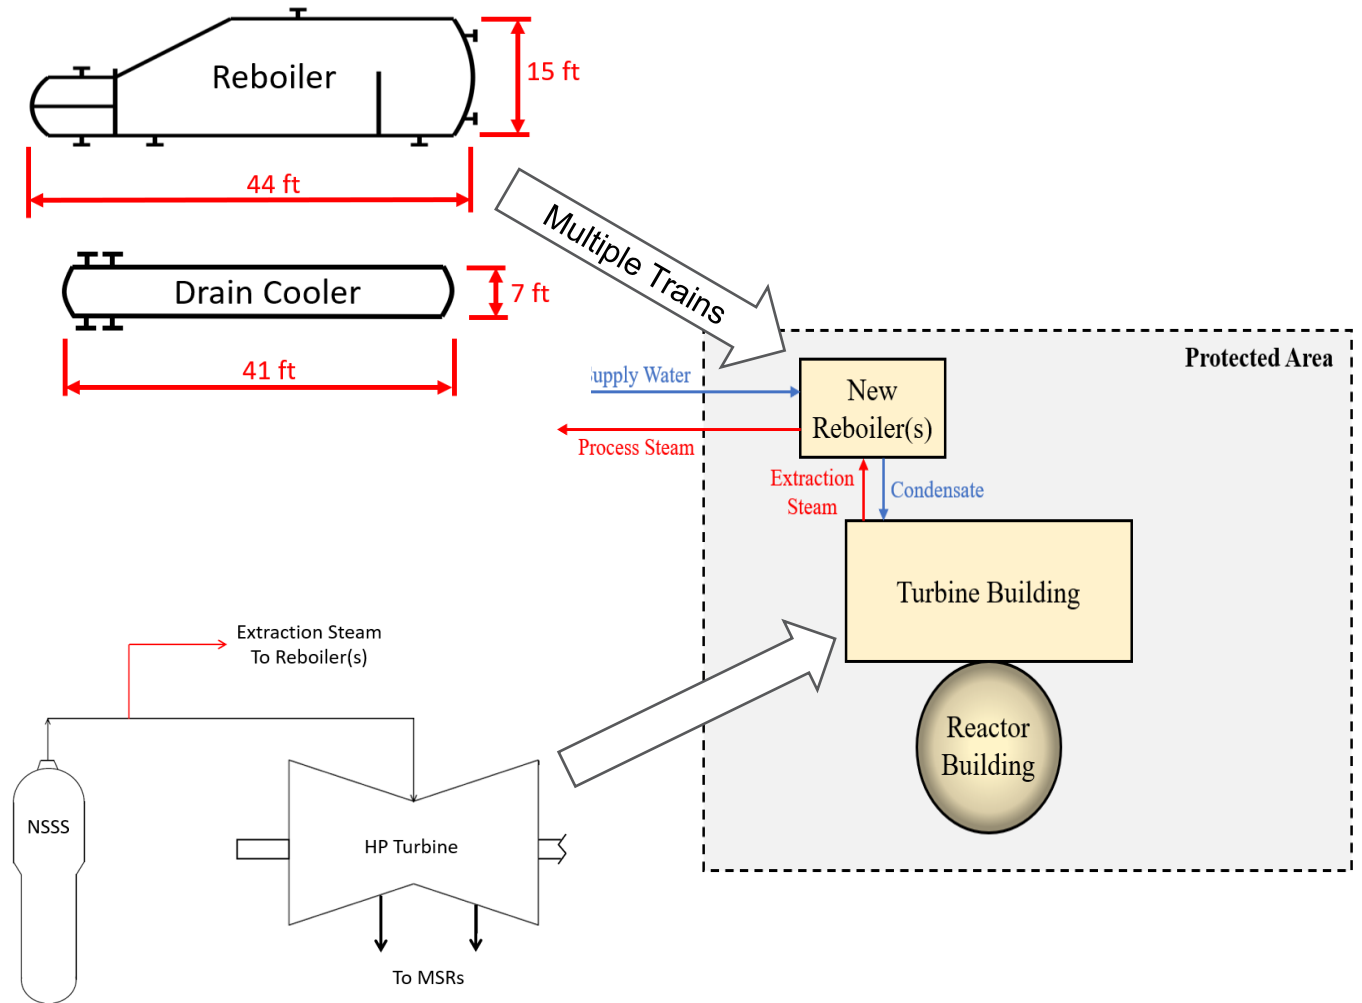 Reboiler
15 ft
44 ft
Drain Cooler
7 ft
41 ft
Multiple Trains
Protected Area
upply Water
New
Reboiler(s)
Process Steam
Extraction
Steam
Condensate
Turbine Building
Reactor
Building
Extraction Steam
To Reboiler(s)
NSSS
HP Turbine
To MSRs